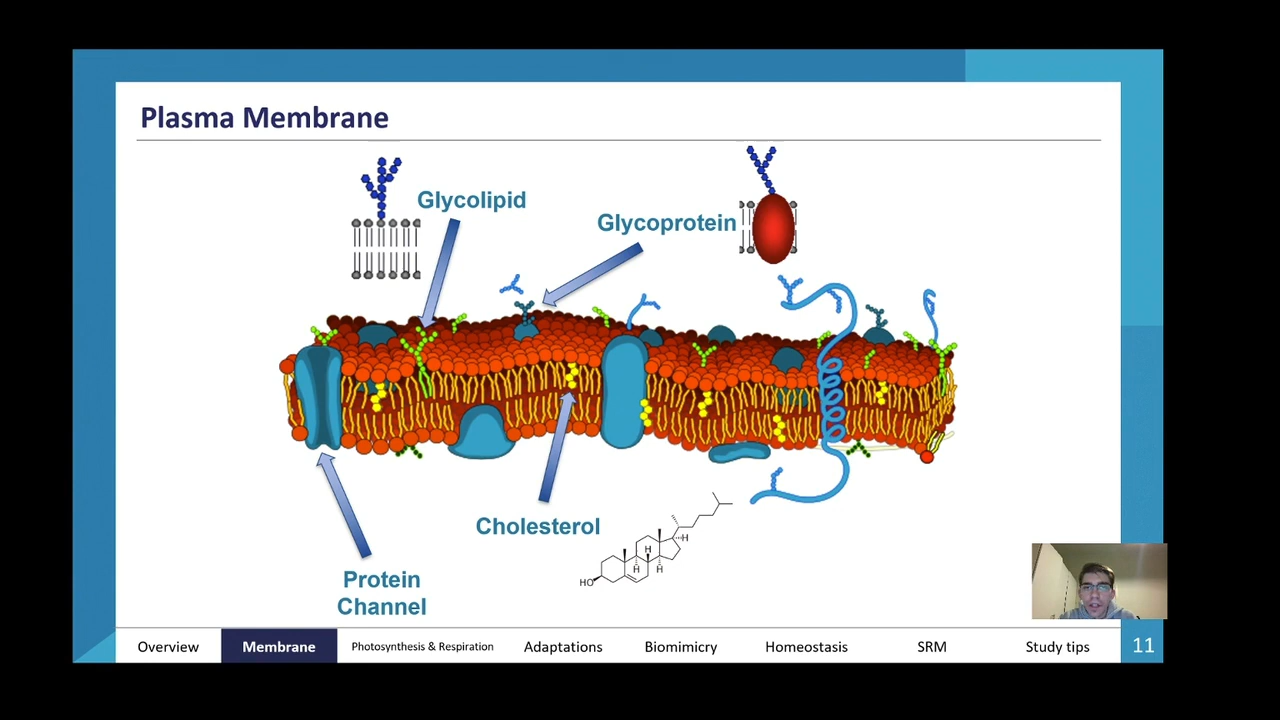 Plasma Membrane
Glycolipid
Glycoprotein
Cholesterol
HO
H
H
H
H
Protein
Channel
Overview
Membrane
Photosynthesis & Respiration
Adaptations
Biomimicry
Homeostasis
SRM
Study tips
11